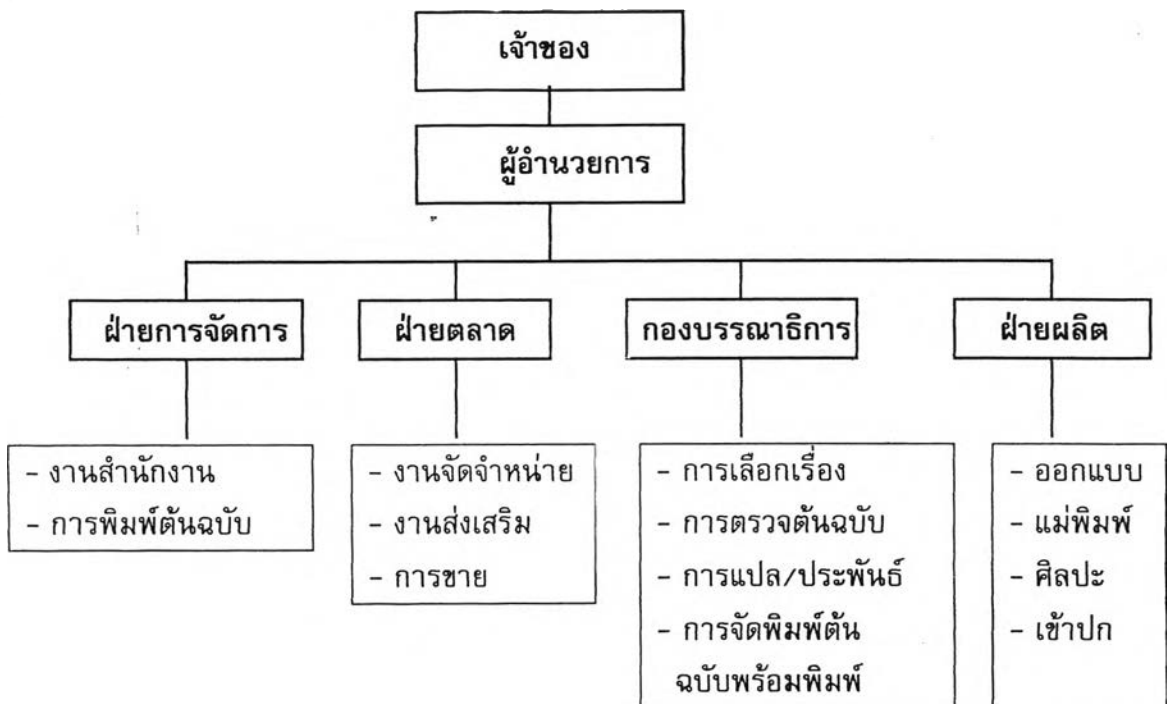 เจ้าของ
ผู้อำนวยการ
ฝ่ายการจัดการ
ฝ่ายตลาด
กองบรรณาธิการ
ฝ่ายผลิต
- งานสำนักงาน
- การพิมพ์ต้นฉบับ
- งานจัดจำหน่าย
- งานส่งเสริม
- การขาย
- การเลือกเรื่อง
- การตรวจต้นฉบับ
- การแปล/ประพันธ์
- การจัดพิมพ์ต้น
ฉบับพร้อมพิมพ์
- ออกแบบ
- แม่พิมพ์
- ศิลปะ
- เข้าปก